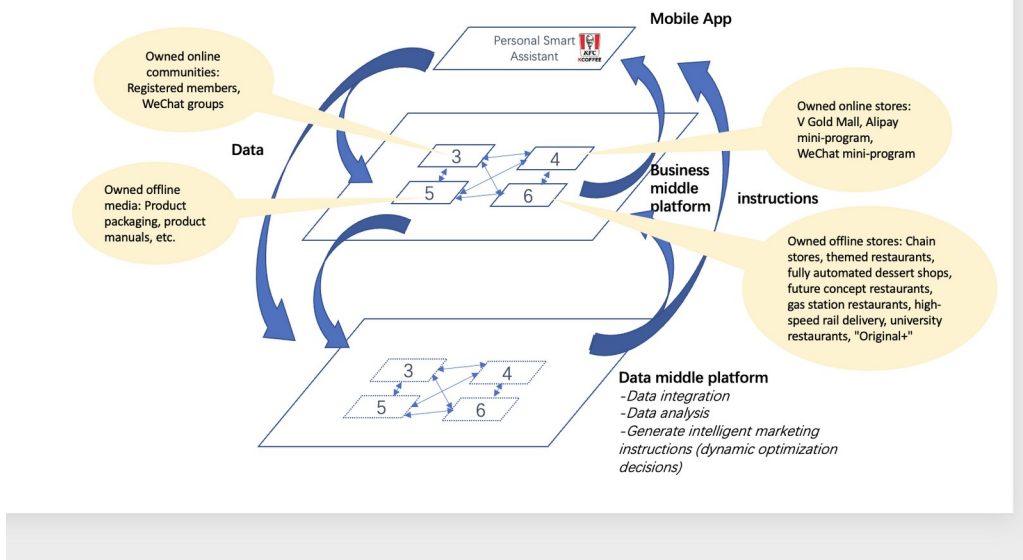 Mobile App
Personal Smart
Assistant
KFC
KCOFFEE
Owned online
communities:
Registered members,
WeChat groups
Owned online stores:
V Gold Mall, Alipay
mini-program,
WeChat mini-program
Data
3
4
5
6
Business
middle
platform
instructions
Owned offline
media: Product
packaging, product
manuals, etc.
Owned offline stores: Chain
stores, themed restaurants,
fully automated dessert shops,
future concept restaurants,
gas station restaurants, high-
speed rail delivery, university
restaurants, "Original+"
3
4
5
6
Data middle platform
-Data integration
-Data analysis
-Generate intelligent marketing
instructions (dynamic optimization
decisions)